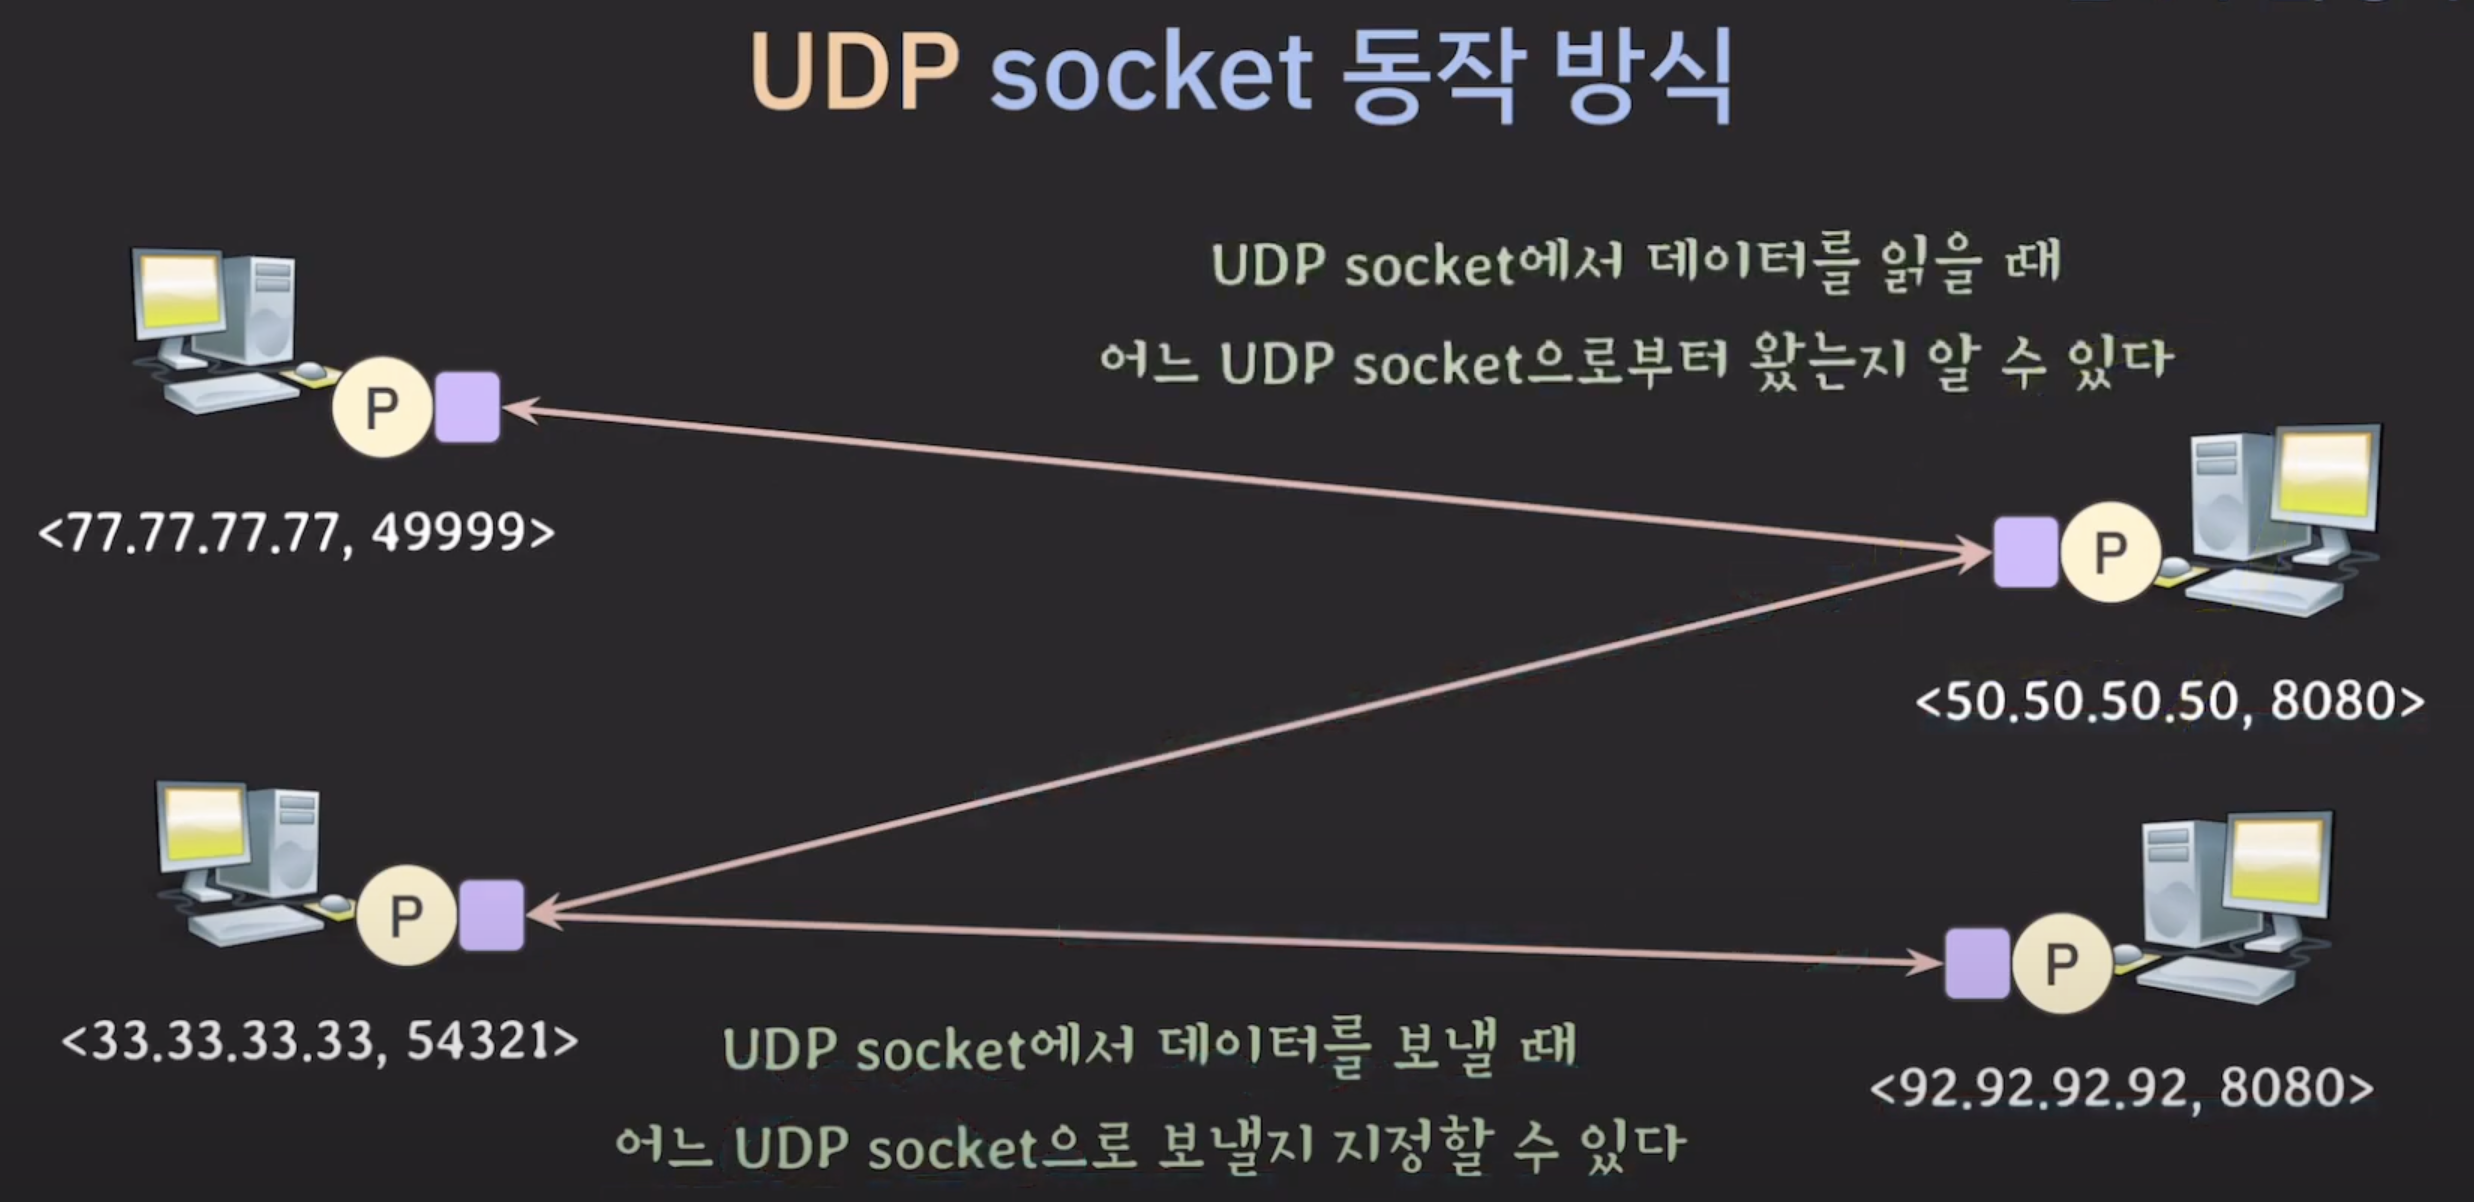 UDP socket 동작 방식
UDP socket에서 데이터를 읽을 때
어느 UDP socket으로부터 왔는지 알 수 있다
P
<77.77.77.77, 49999>
P
<50.50.50.50, 8080>
P
<33.33.33.33, 54321>
P
<92.92.92.92, 8080>
UDP socket에서 데이터를 보낼 때
어느 UDP socket으로 보낼지 지정할 수 있다